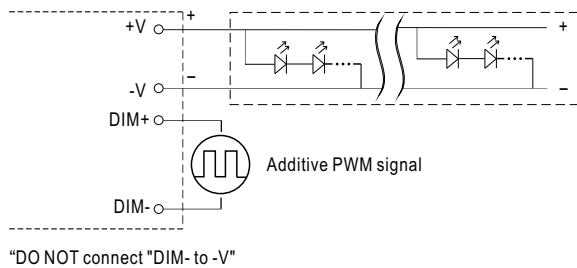 +V
+
-V
–
+
–
DIM+
Additive PWM signal
DIM-
“DO NOT connect "DIM- to -V"